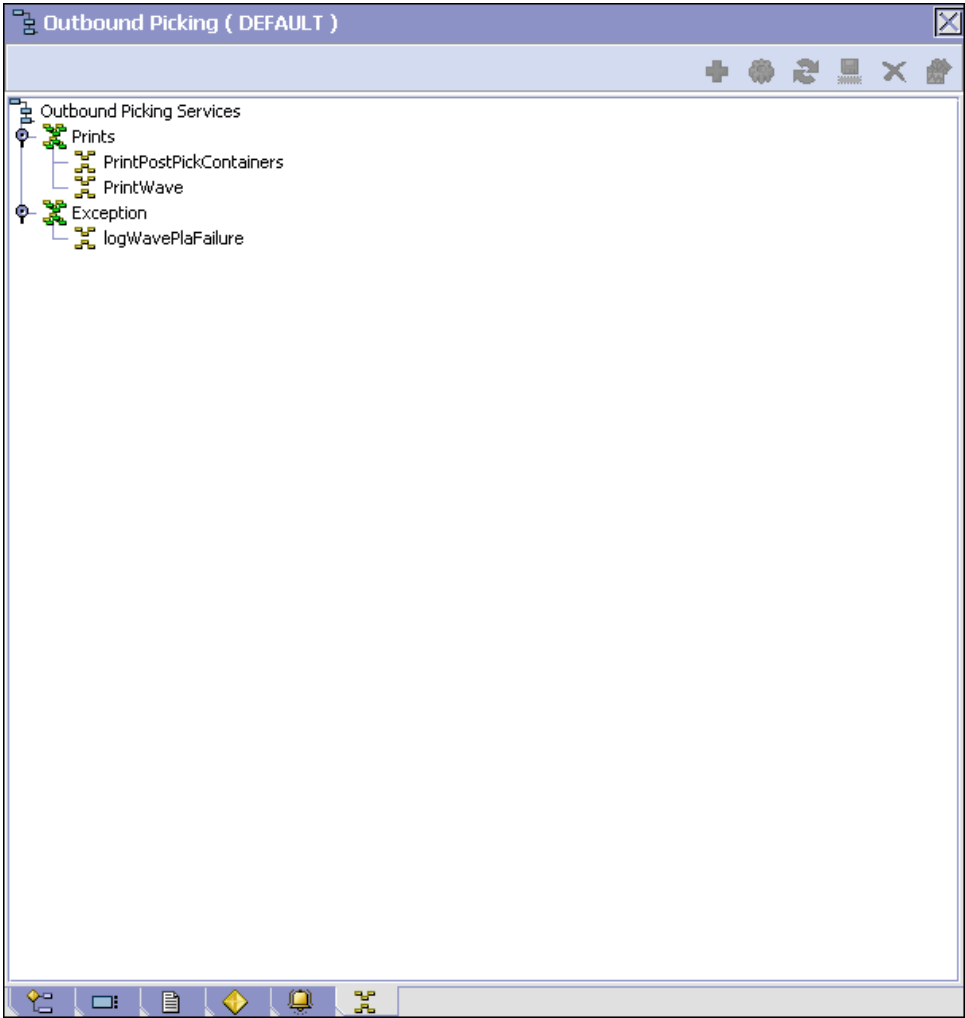 Outbound Picking ( DEFAULT )
Outbound Picking Services
Prints
PrintPostPickContainers
PrintWave
Exception
logWavePlaFailure